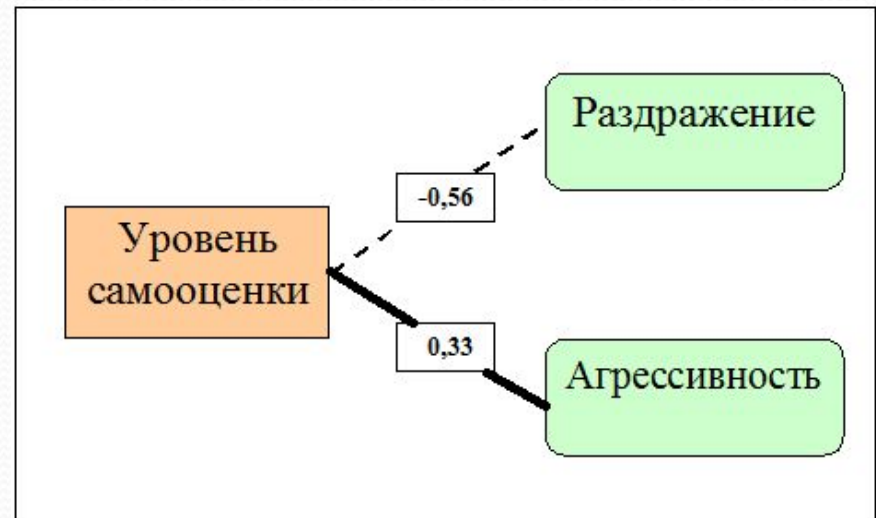 Раздражение
-0,56
Уровень
самооценки
0,33
Агрессивность